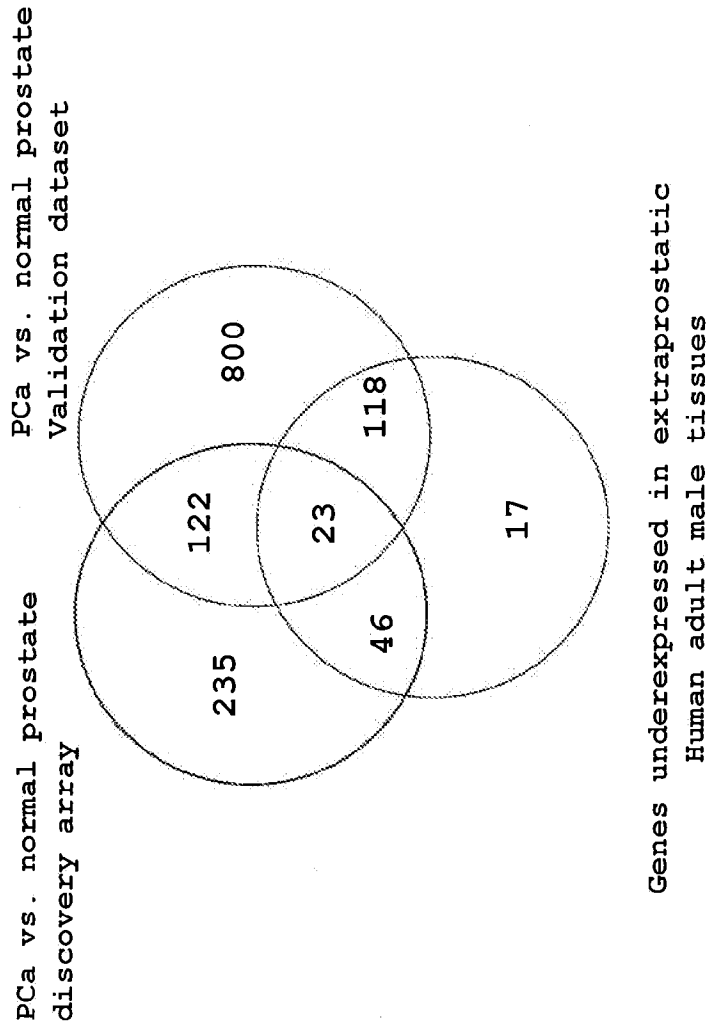 PCa vs. normal prostate
discovery array
PCa vs. normal prostate
Validation dataset
235
122
800
46
23
118
17
Genes underexpressed in extraprostatic
Human adult male tissues